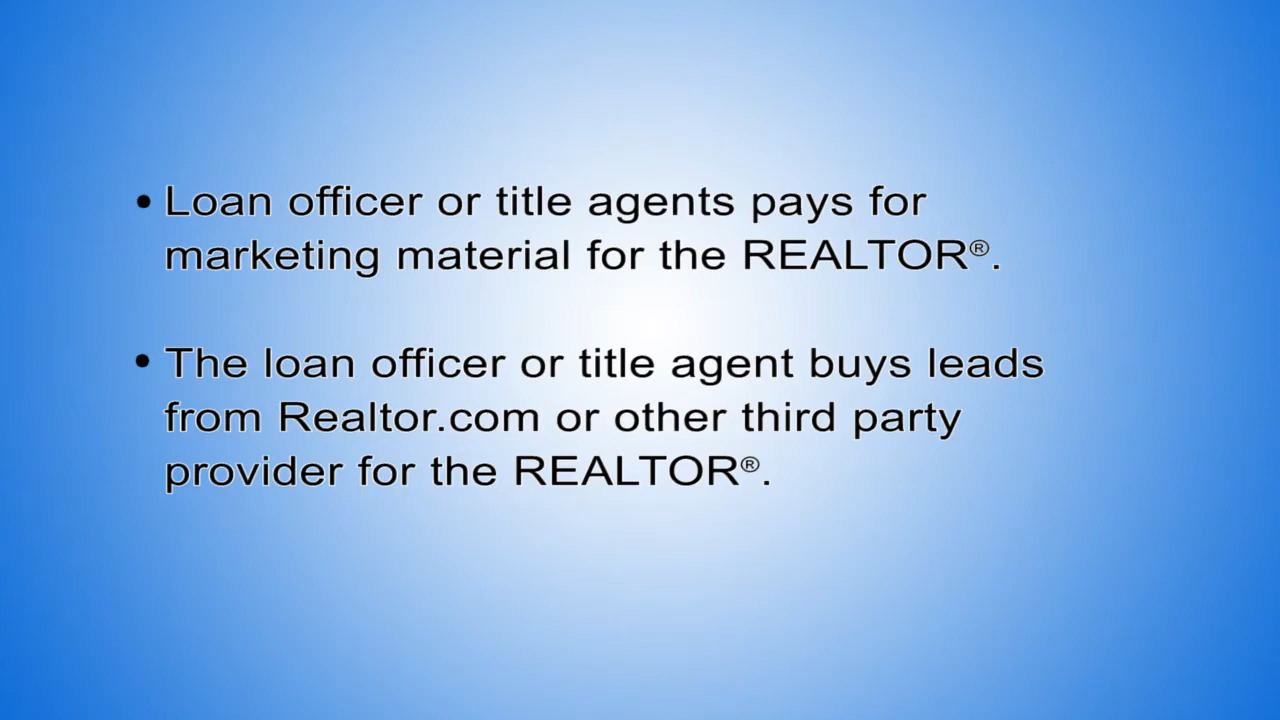 • Loan officer or title agents pays for
marketing material for the REALTOR®.
• The loan officer or title agent buys leads
from Realtor.com or other third party
provider for the REALTOR®.